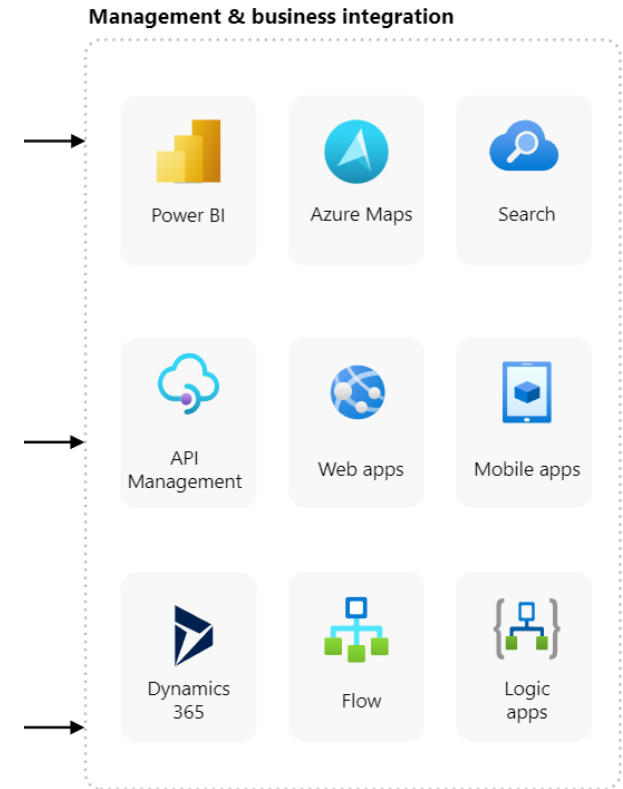 Management & business integration
Power BI
Azure Maps
Search
API
Management
Web apps
Mobile apps
Dynamics
365
Flow
Logic
apps